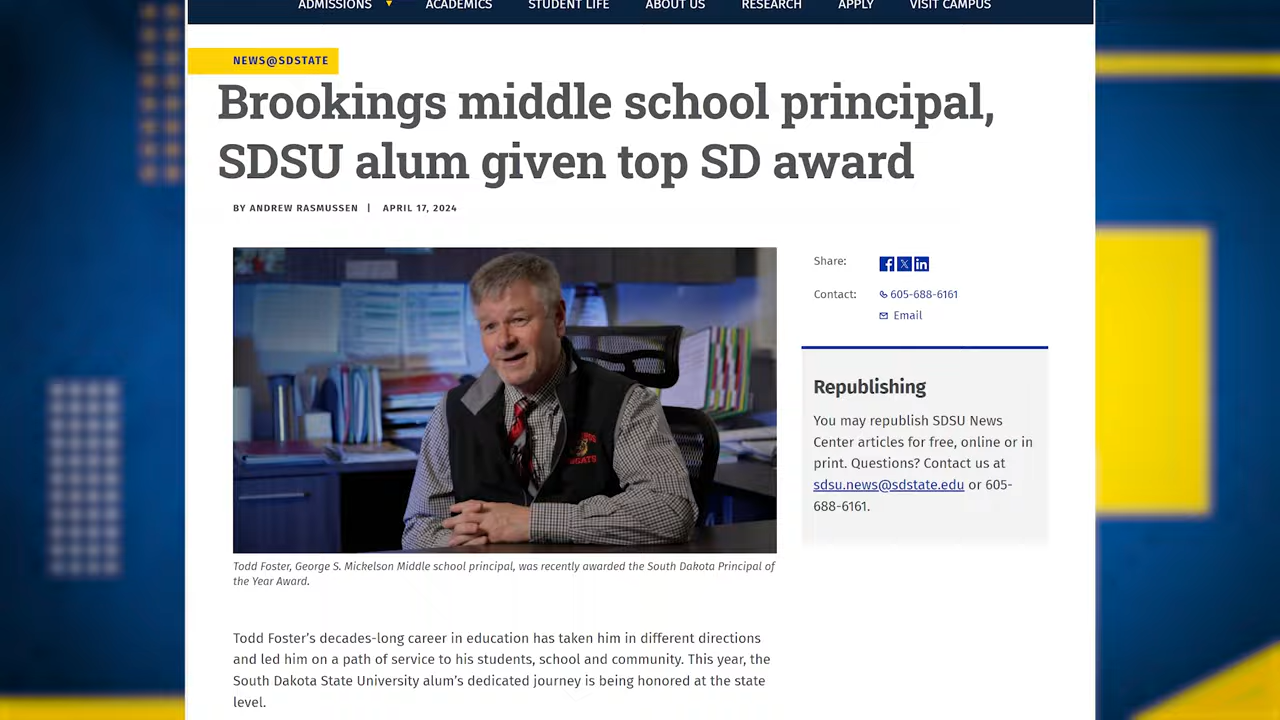 ADMISSIONS ACADEMICS STUDENT LIFE ABOUT US RESEARCH APPLY VISIT CAMPUS
NEWS@SDSTATE
Brookings middle school principal,
SDSU alum given top SD award
BY ANDREW RASMUSSEN | APRIL 17, 2024
Share:
Contact: 605-688-6161
Email
Republishing
You may republish SDSU News
Center articles for free, online or in
print. Questions? Contact us at
sdsu.news@sdstate.edu or 605-
688-6161.
Todd Foster, George S. Mickelson Middle school principal, was recently awarded the South Dakota Principal of
the Year Award.
Todd Foster’s decades-long career in education has taken him in different directions
and led him on a path of service to his students, school and community. This year, the
South Dakota State University alum’s dedicated journey is being honored at the state
level.